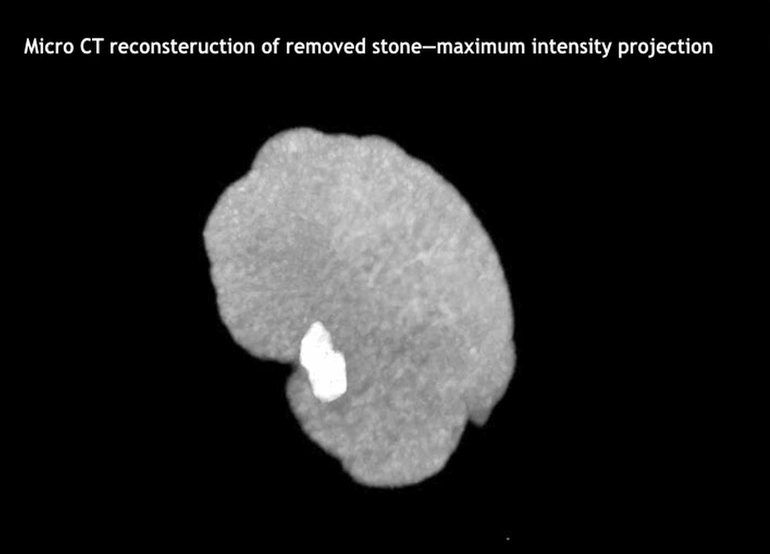 Micro CT reconsteruction of removed stone—maximum intensity projection